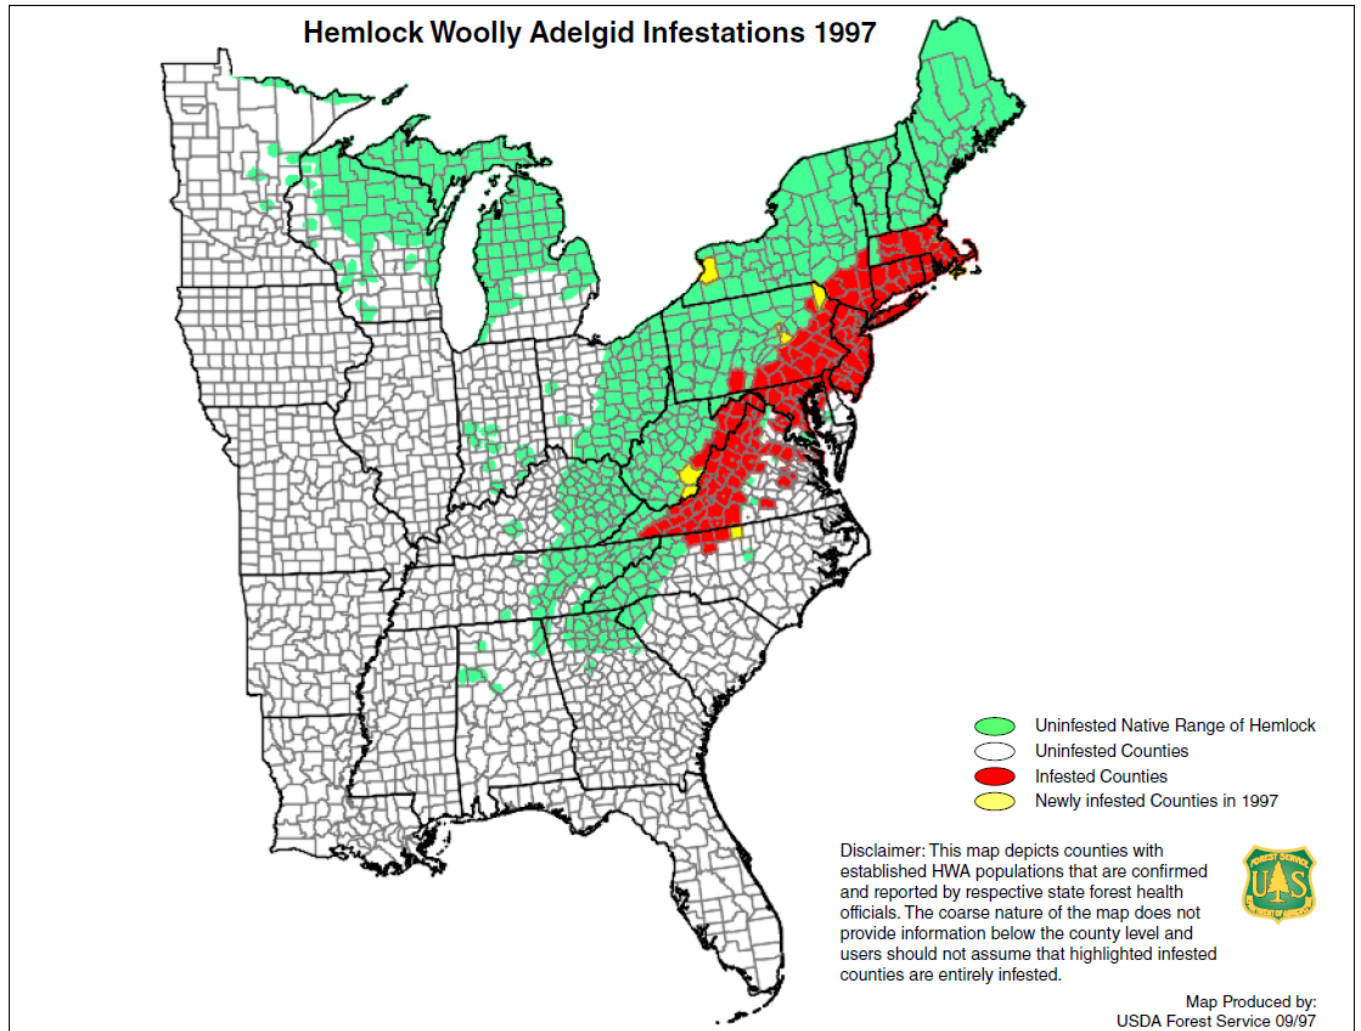 Hemlock Woolly Adelgid Infestations 1997
Uninfested Native Range of Hemlock
Uninfested Counties
Infested Counties
Newly infested Counties in 1997
Disclaimer: This map depicts counties with
established HWA populations that are confirmed
and reported by respective state forest health
officials. The coarse nature of the map does not
provide information below the county level and
users should not assume that highlighted infested
counties are entirely infested.
FOREST SERVICE
U S
Map Produced by:
USDA Forest Service 09/97